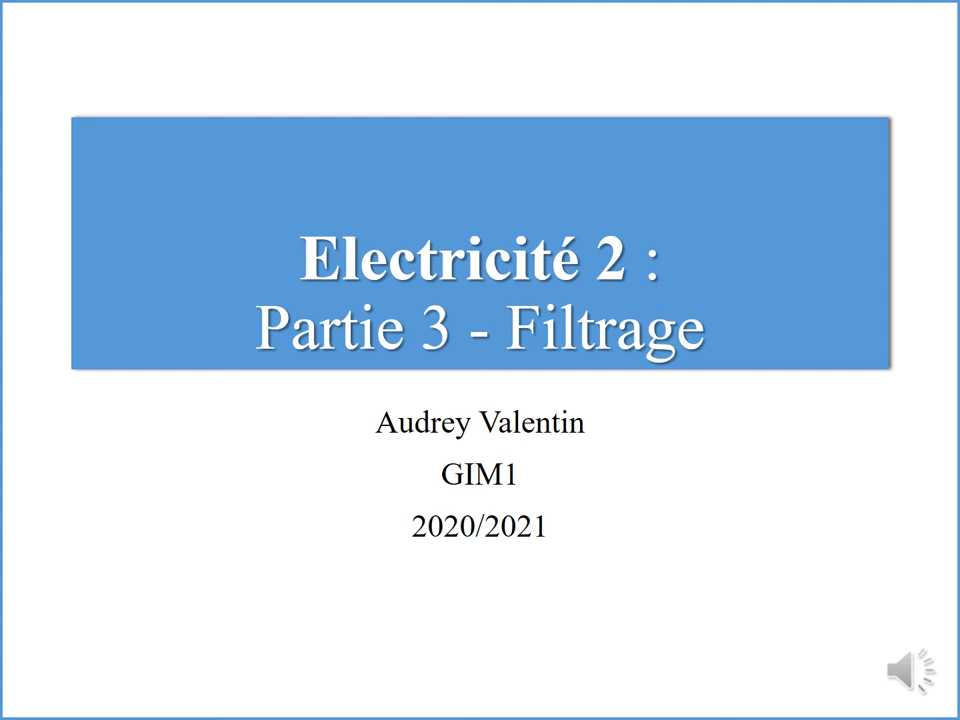 Electricité 2 :
Partie 3 - Filtrage
Audrey Valentin
GIM1
2020/2021